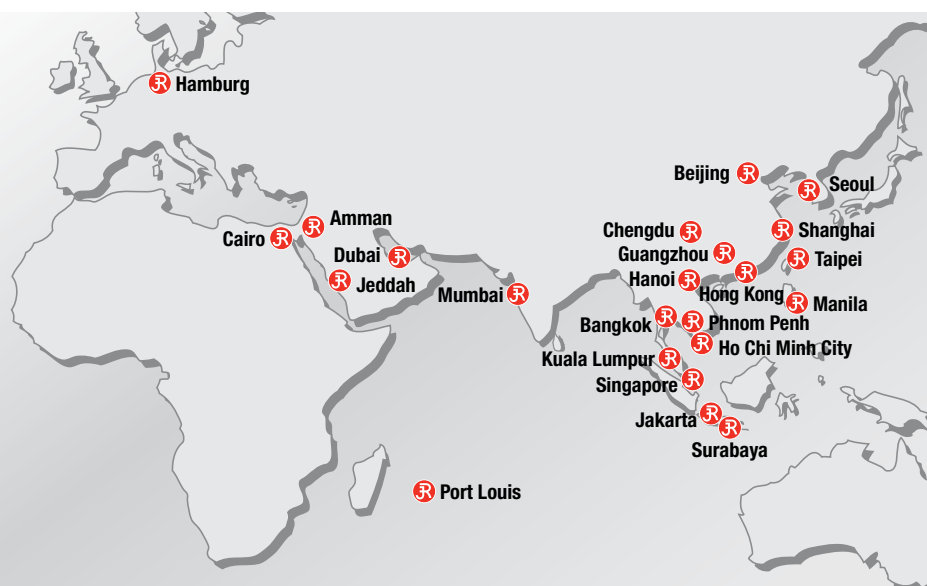 Hamburg
Beijing
Seoul
Amman
Cairo
Chengdu
Shanghai
Guangzhou
Dubai
Taipei
Hanoi
Jeddah
Mumbai
Hong Kong
Manila
Bangkok
Phnom Penh
Ho Chi Minh City
Kuala Lumpur
Singapore
Jakarta
Surabaya
Port Louis